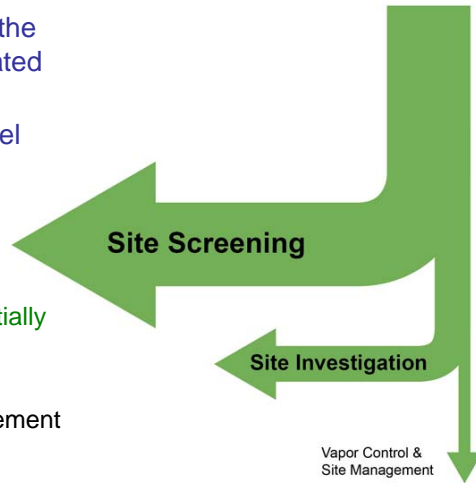 the
ated
el
Site Screening
tially
Site Investigation
ement
Vapor Control &
Site Management